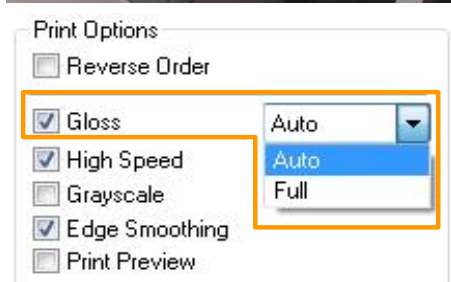 Print Options
Reverse Order
Gloss Auto
High Speed Auto
Grayscale Full
Edge Smoothing
Print Preview